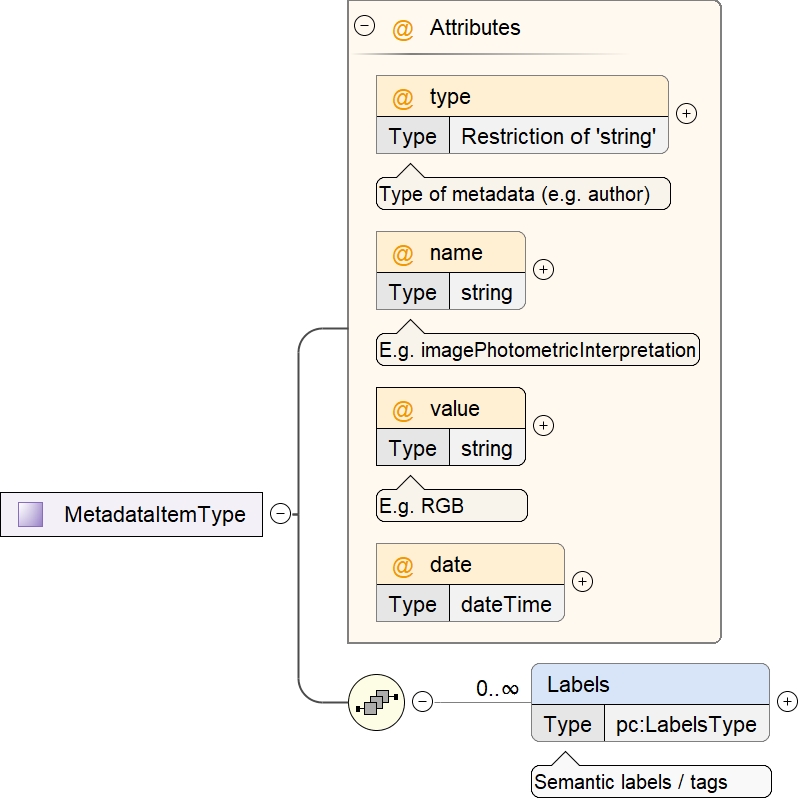 @ Attributes
@ type
Type Restriction of 'string'
Type of metadata (e.g. author)
@ name
Type string
E.g. imagePhotometricInterpretation
@ value
Type string
E.g. RGB
MetadataItemType
@ date
Type dateTime
0..∞
Labels
Type pc:LabelsType
Semantic labels / tags